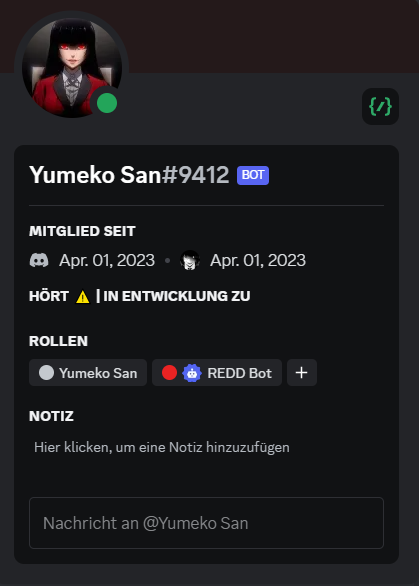 Yumeko San#9412 BOT
MITGLIED SEIT
Apr. 01, 2023 • Apr. 01, 2023
HÖRT ⚠ | IN ENTWICKLUNG ZU
ROLLEN
Yumeko San REDD Bot +
NOTIZ
Hier klicken, um eine Notiz hinzuzufügen
Nachricht an @Yumeko San